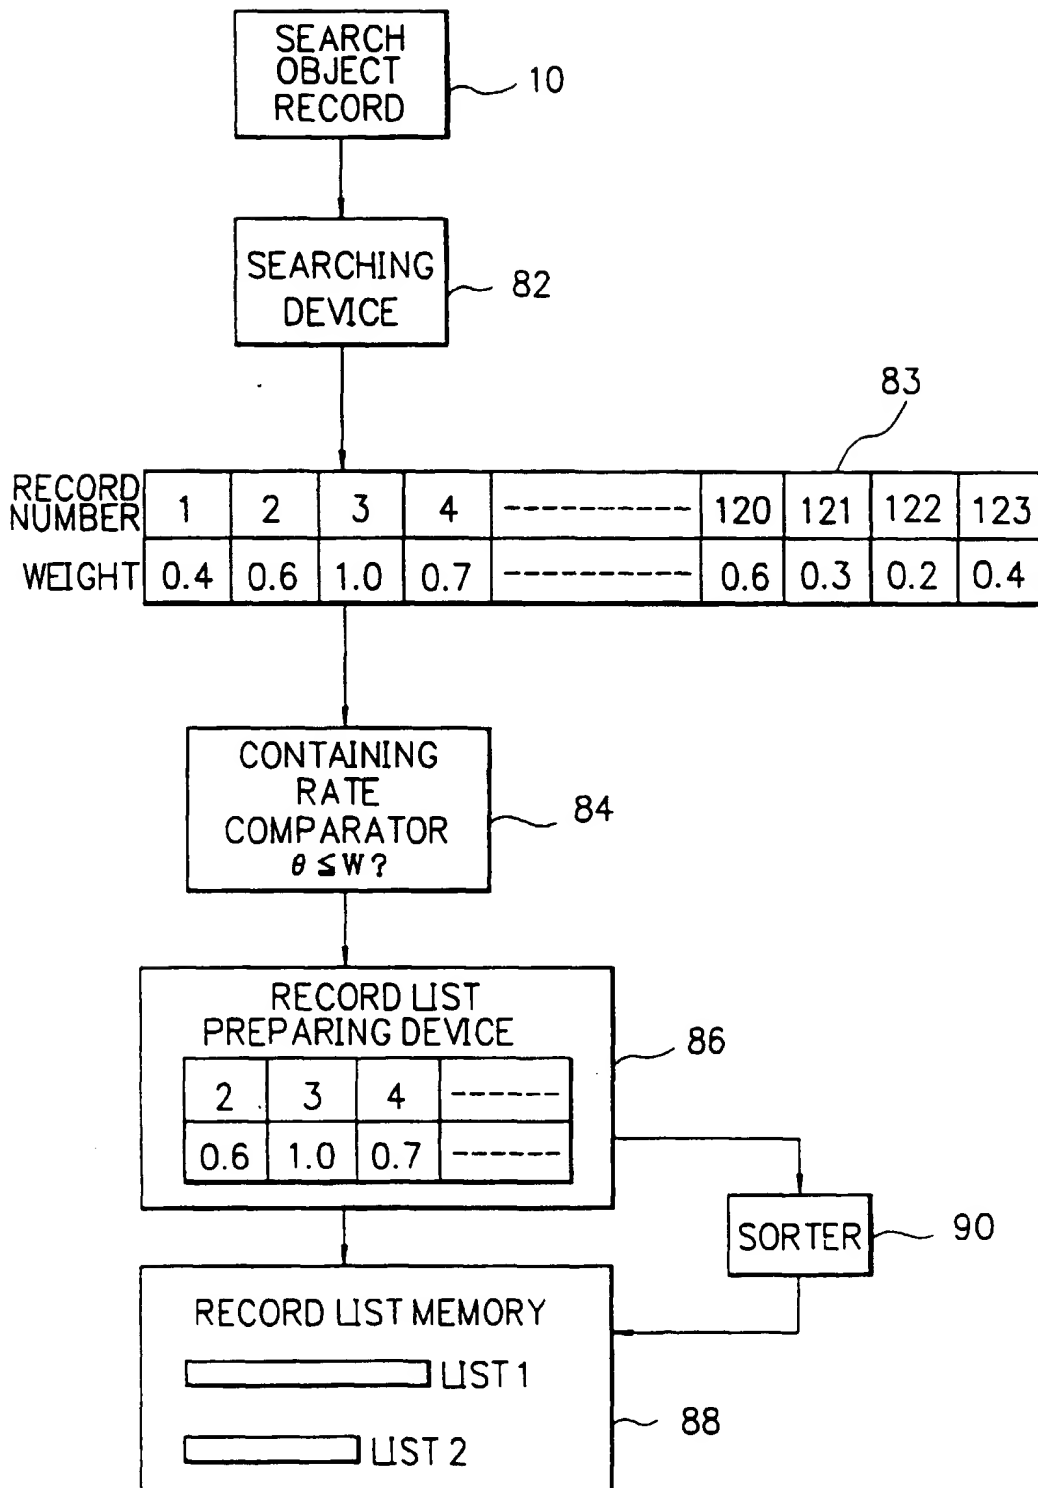 SEARCH
OBJECT
RECORD
10
SEARCHING
DEVICE
82
83
RECORD
NUMBER
1 2 3 4 ---------- 120 121 122 123
WEIGHT 0.4 0.6 1.0 0.7 ---------- 0.6 0.3 0.2 0.4
CONTAINING
RATE
COMPARATOR
θ ≤ W ?
84
RECORD LIST
PREPARING DEVICE
86
2 3 4 ------
0.6 1.0 0.7 ------
SORTER
90
RECORD LIST MEMORY
LIST 1
LIST 2
88